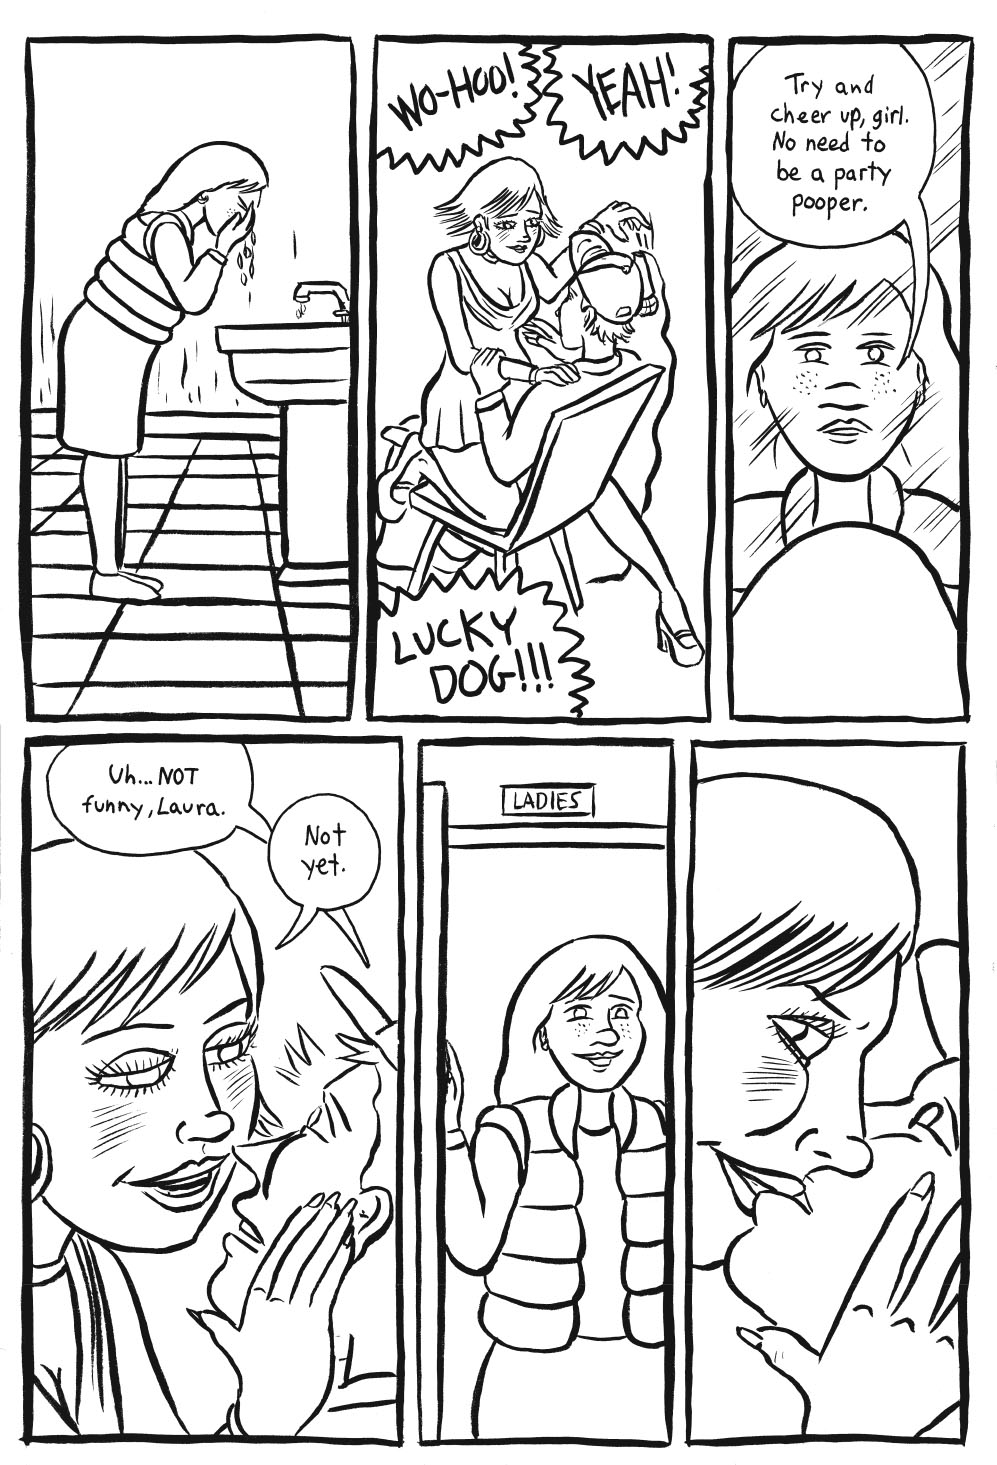 WO-HOO!
YEAH!
LUCKY
DOG!!!
Try and
cheer up, girl.
No need to
be a party
pooper.
Uh... NOT
funny, Laura.
Not
yet.
LADIES